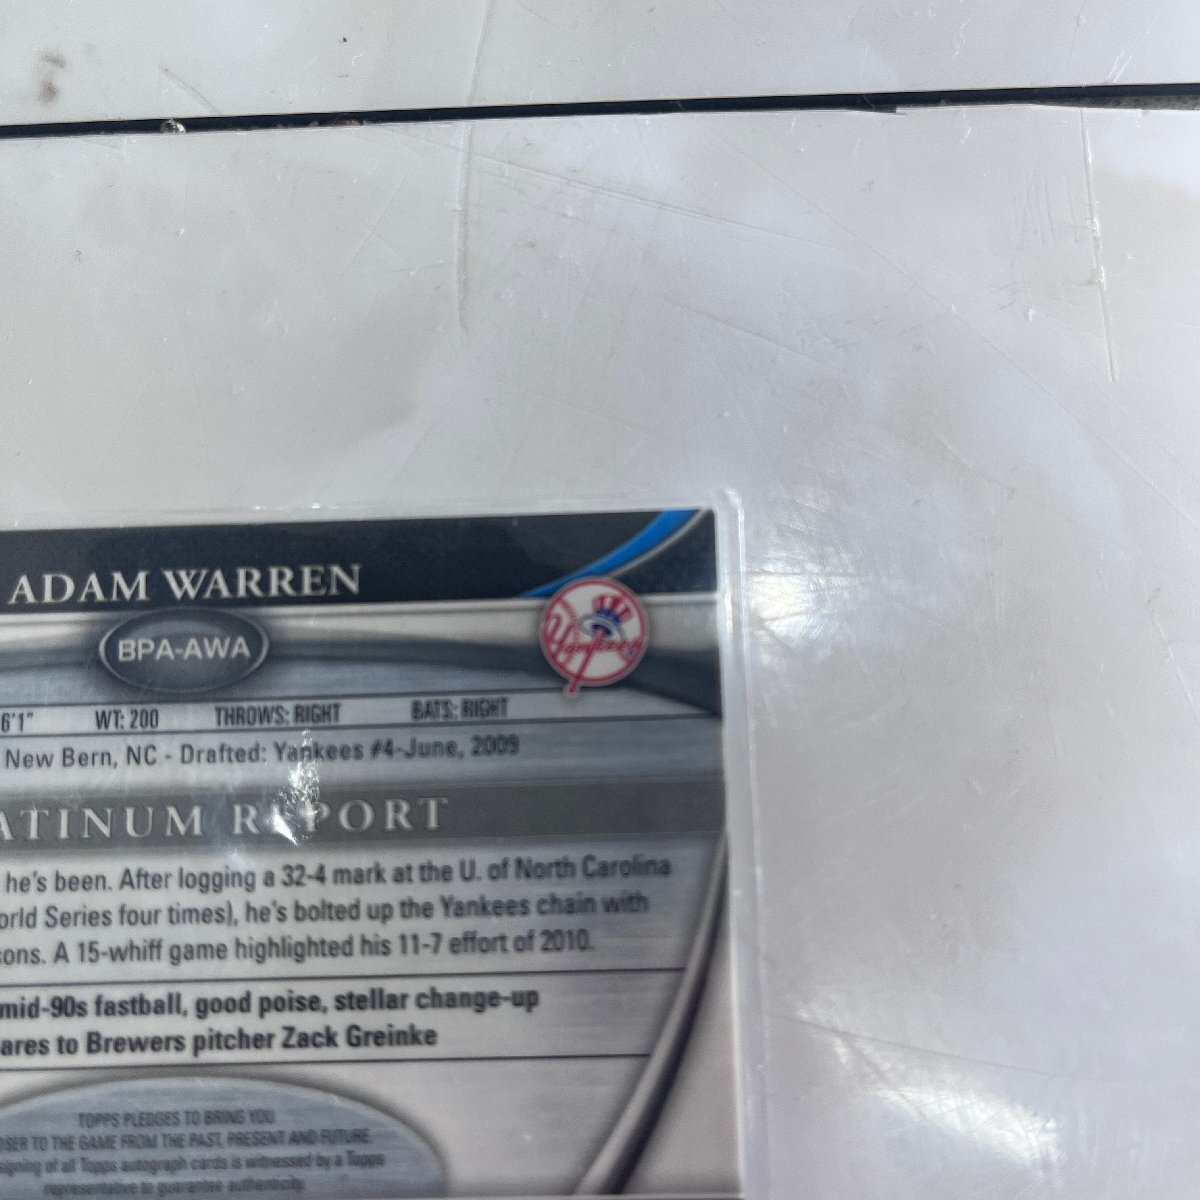 ADAM WARREN
BPA-AWA
Yankees
6'1" WT: 200 THROWS: RIGHT BATS: RIGHT
New Bern, NC - Drafted: Yankees #4-June, 2009
ATINUM REPORT
he's been. After logging a 32-4 mark at the U. of North Carolina
orld Series four times), he's bolted up the Yankees chain with
sons. A 15-whiff game highlighted his 11-7 effort of 2010.
mid-90s fastball, good poise, stellar change-up
ares to Brewers pitcher Zack Greinke
TOPPS PLEDGES TO BRING YOU
OSER TO THE GAME FROM THE PAST, PRESENT AND FUTURE.
igning of all Topps autograph cards is witnessed by a Topps
representative to guarantee authenticity